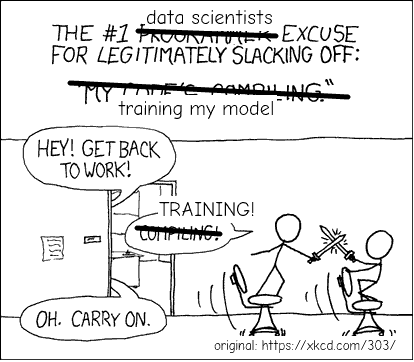 data scientists
THE #1 PROGRAMMER EXCUSE
FOR LEGITIMATELY SLACKING OFF:
"MY CODE'S COMPILING."
training my model
HEY! GET BACK
TO WORK!
TRAINING!
COMPILING!
OH. CARRY ON.
original: https://xkcd.com/303/